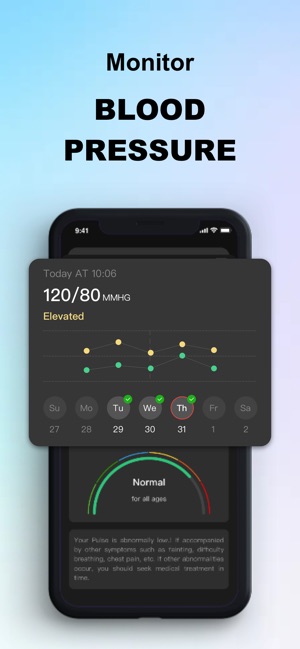 Monitor
BLOOD
PRESSURE
9:41
Today AT 10:06
120/80 MMHG
Elevated
Su Mo Tu We Th Fr Sa
27 28 29 30 31 1 2
Normal
for all ages
Your Pulse is abnormally low.! If accompanied
by other symptoms such as fainting, difficulty
breathing, chest pain, etc. If other abnormalities
occur, you should seek medical treatment in
time.